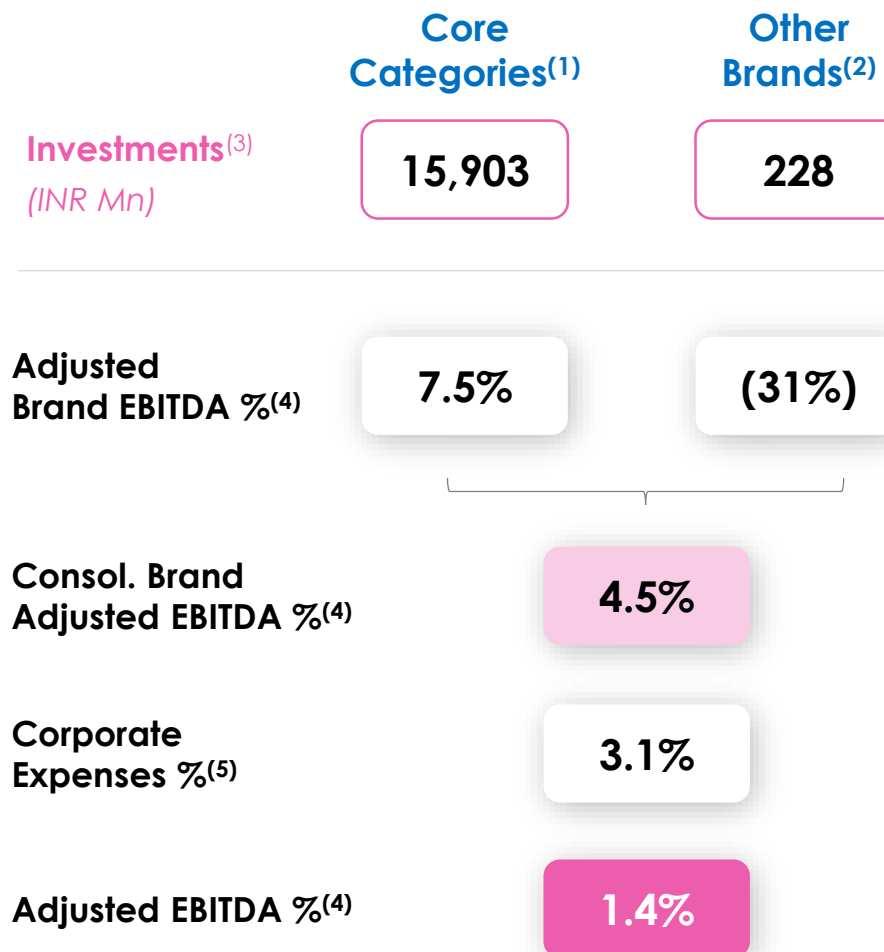 Core
Categories(1)
Other
Brands(2)
Investments(3)
(INR Mn)
15,903
228
Adjusted
Brand EBITDA %(4)
7.5%
(31%)
Consol. Brand
Adjusted EBITDA %(4)
4.5%
Corporate
Expenses %(5)
3.1%
Adjusted EBITDA %(4)
1.4%